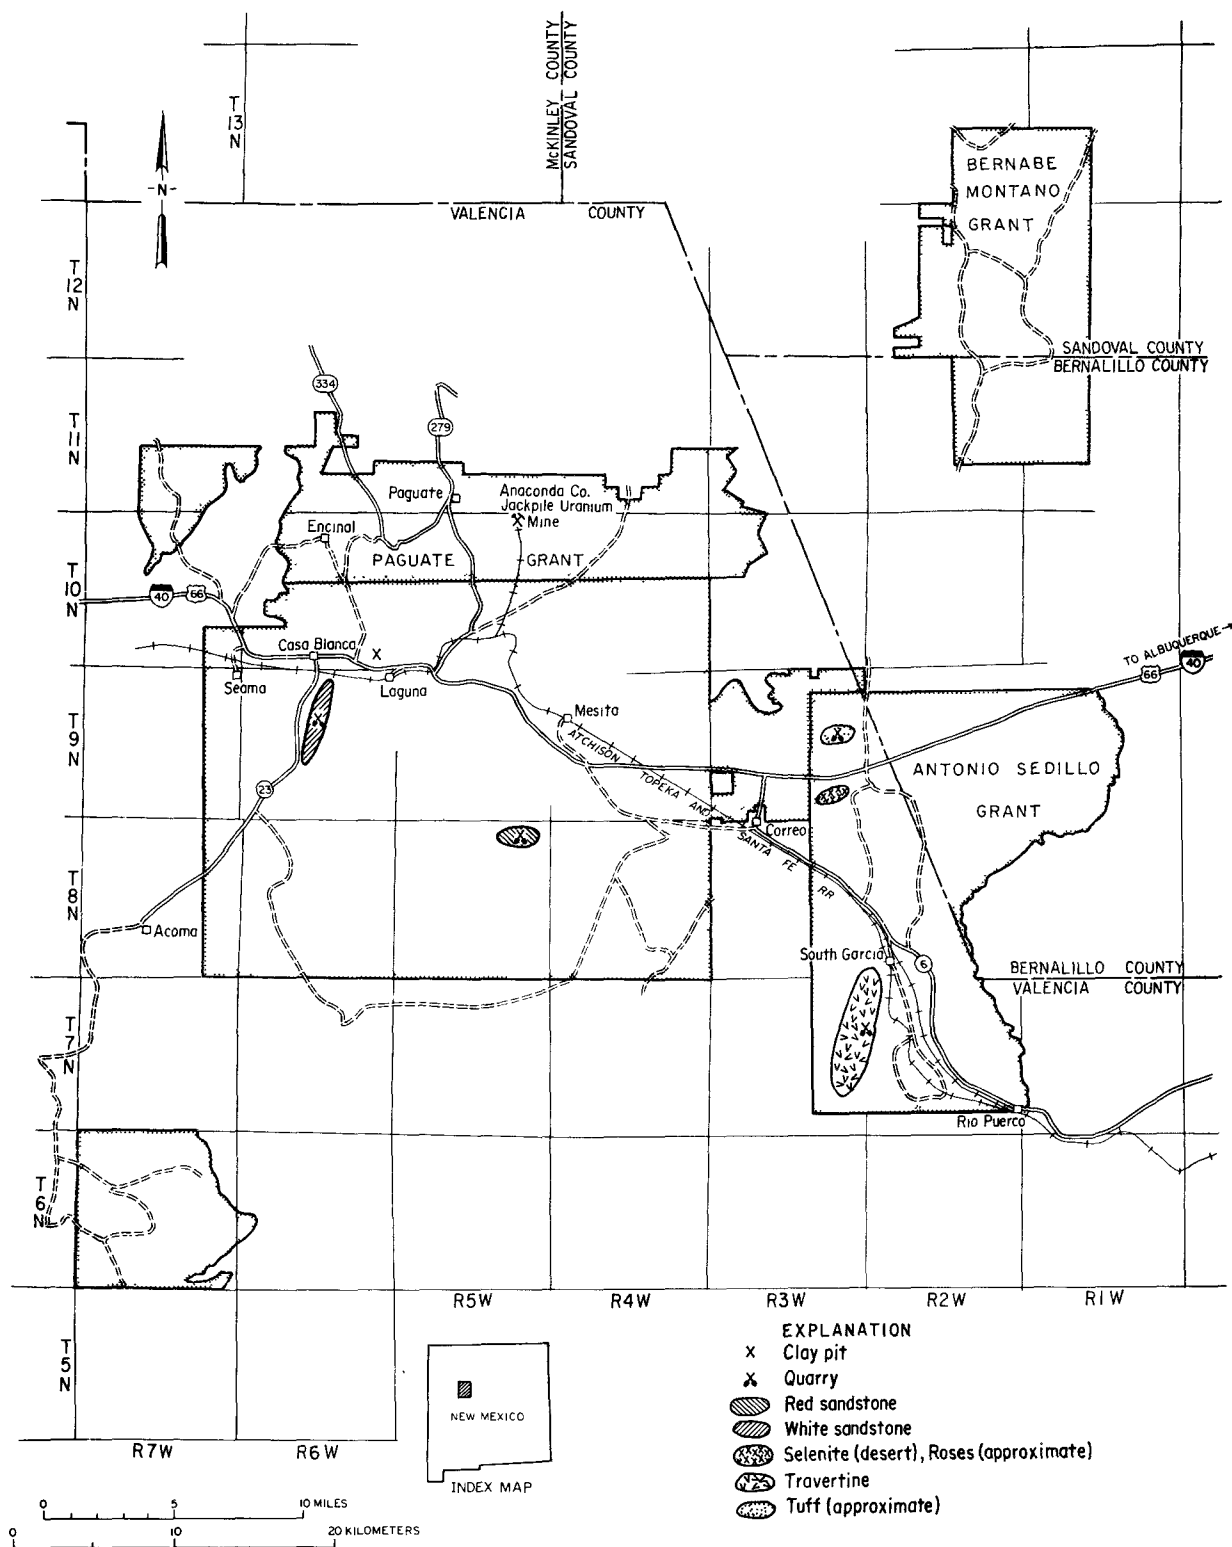 McKINLEY COUNTY
SANDOVAL COUNTY
T
13
N
-N-
VALENCIA COUNTY
BERNABE
MONTANO
GRANT
T
12
N
SANDOVAL COUNTY
BERNALILLO COUNTY
334
279
T
11
N
Paguate
Anaconda Co.
Jackpile Uranium
Mine
Encinal
PAGUATE GRANT
T
10
N
40
66
Casa Blanca
Seama
Laguna
TO ALBUQUERQUE
66
40
Mesita
T
9
N
ATCHISON TOPEKA AND SANTA FE RR
ANTONIO SEDILLO
GRANT
23
Correo
T
8
N
Acoma
South Garcia
6
BERNALILLO COUNTY
VALENCIA COUNTY
T
7
N
Rio Puerco
T
6
N
R5W R4W R3W R2W R1W
T
5
N
R7W R6W
NEW MEXICO
INDEX MAP
EXPLANATION
Clay pit
Quarry
Red sandstone
White sandstone
Selenite (desert), Roses (approximate)
Travertine
Tuff (approximate)
0 5 10 MILES
0 10 20 KILOMETERS